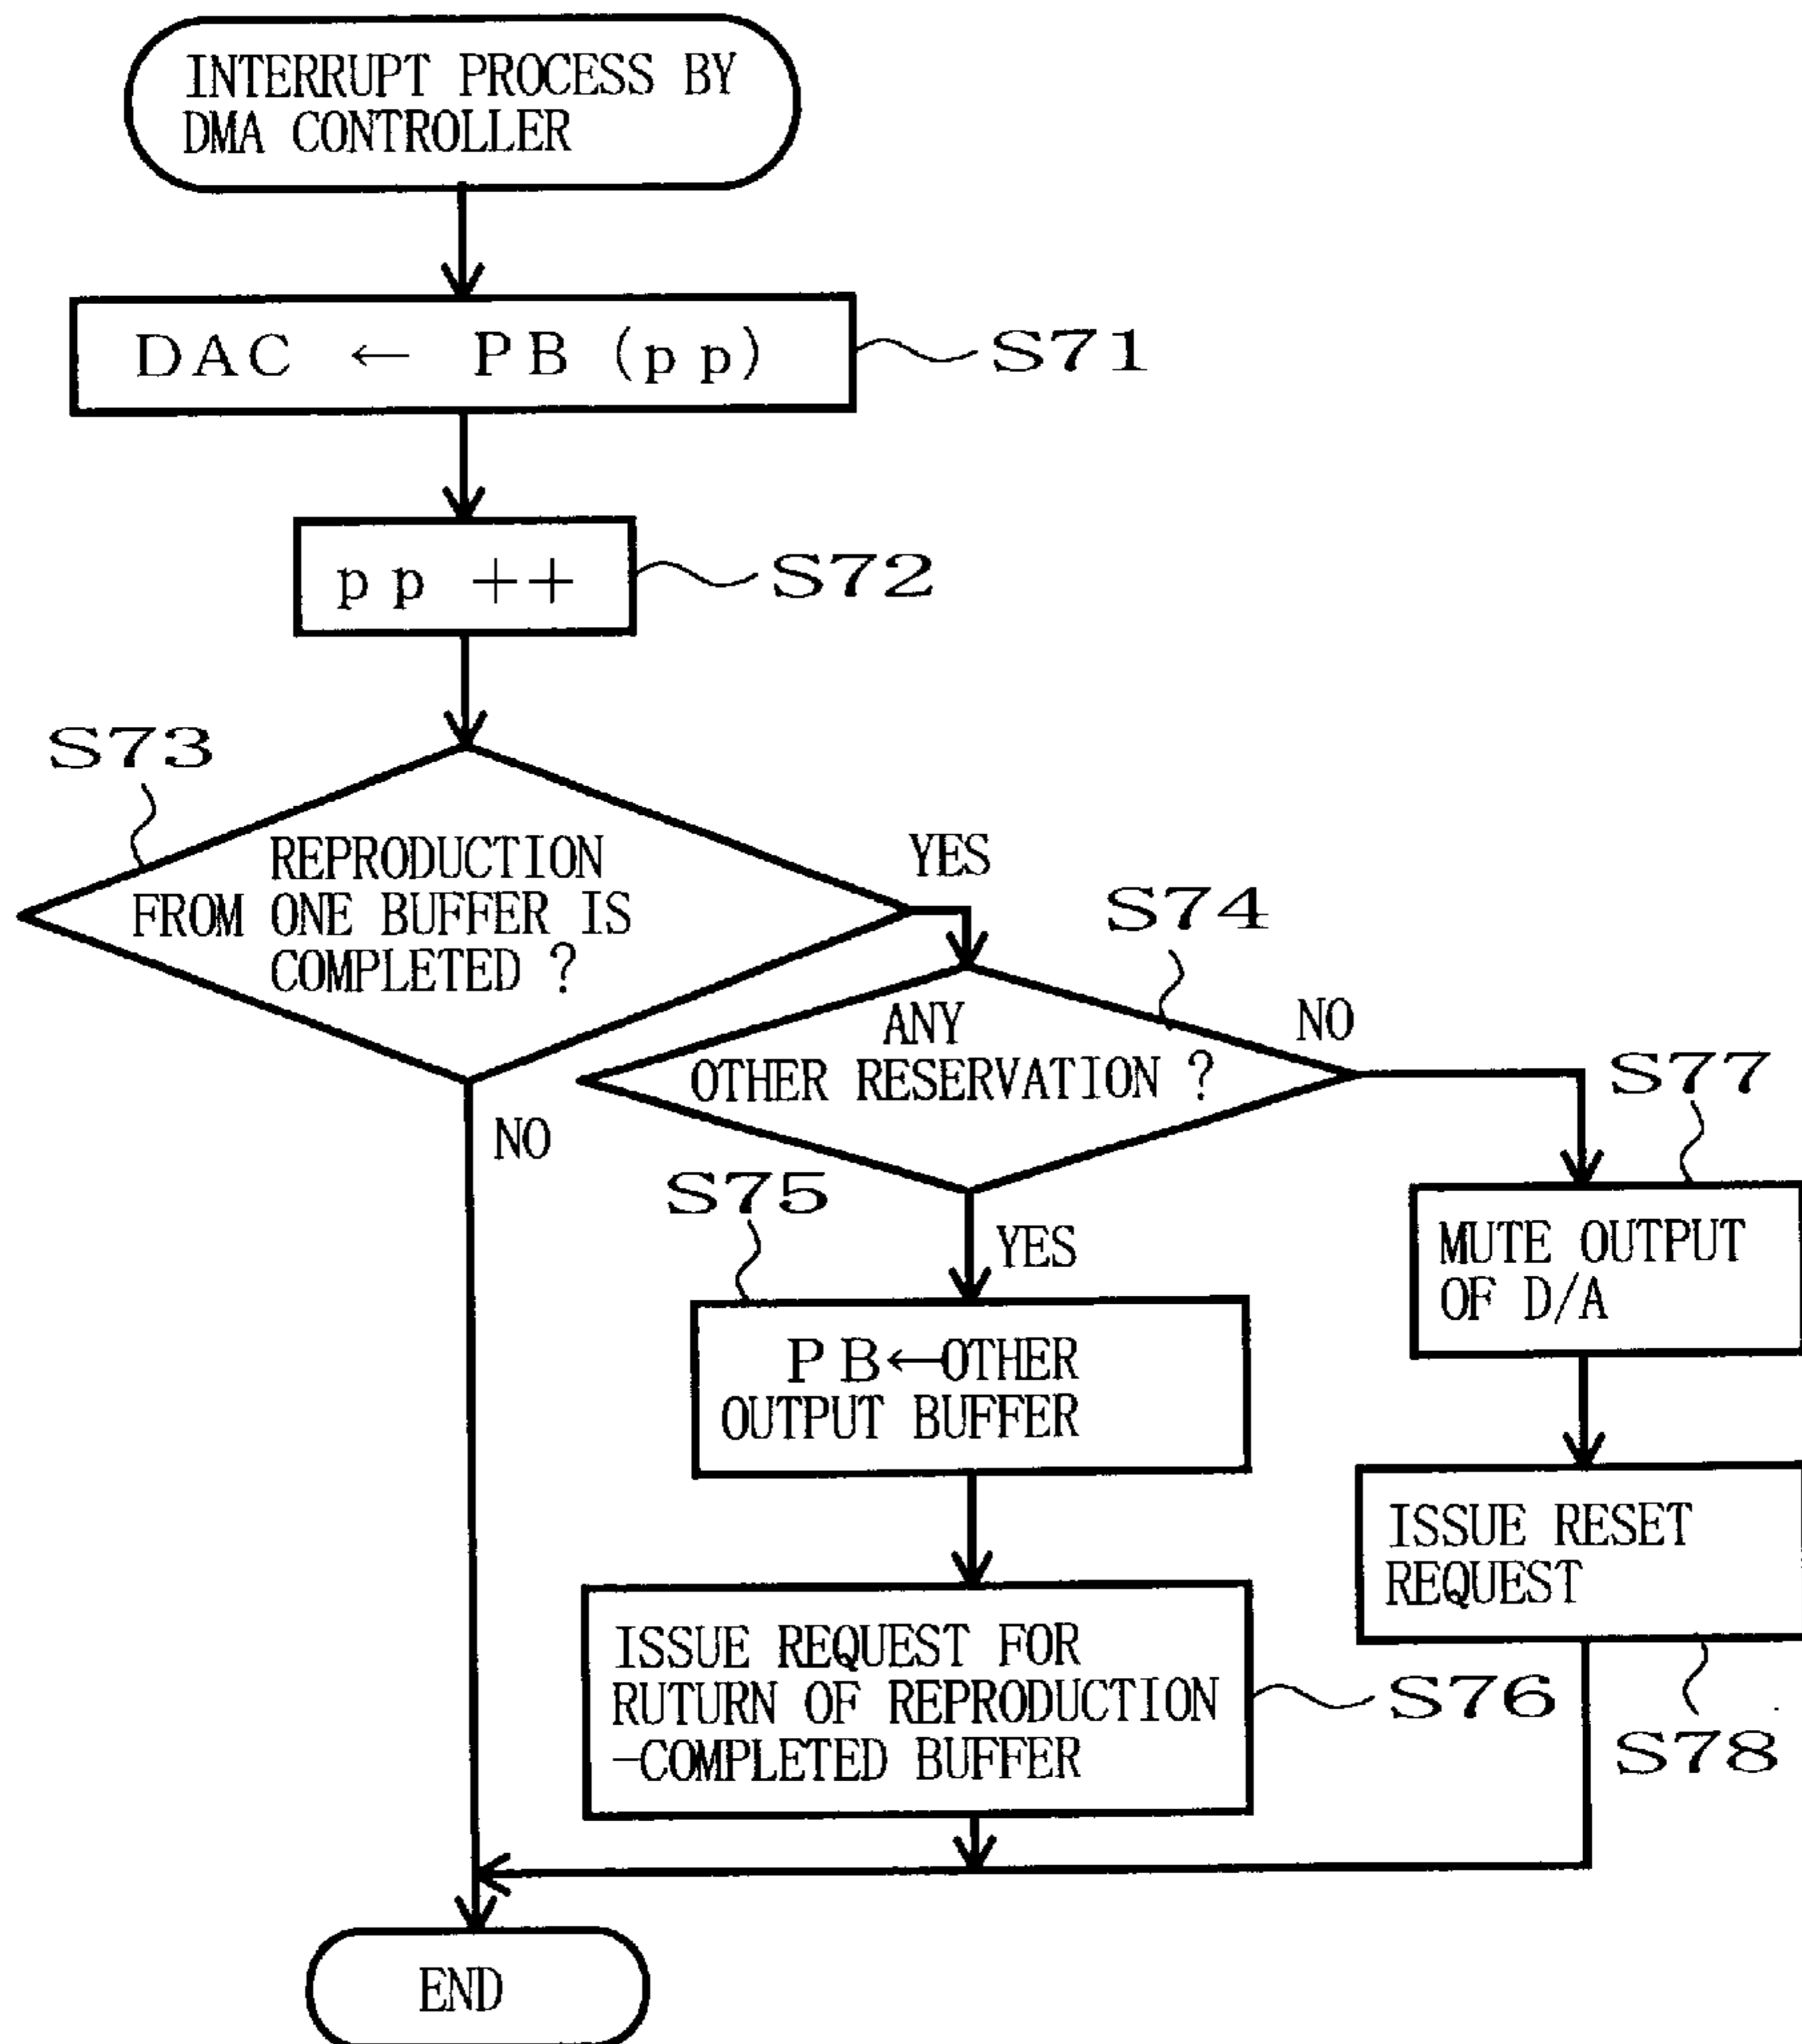 INTERRUPT PROCESS BY
DMA CONTROLLER
DAC ← PB (pp)
S71
pp ++
S72
S73
REPRODUCTION
FROM ONE BUFFER IS
COMPLETED ?
YES
NO
S74
ANY
OTHER RESERVATION ?
NO
YES
S75
PB←OTHER
OUTPUT BUFFER
S77
MUTE OUTPUT
OF D/A
ISSUE RESET
REQUEST
S78
ISSUE REQUEST FOR
RUTURN OF REPRODUCTION
-COMPLETED BUFFER
S76
END